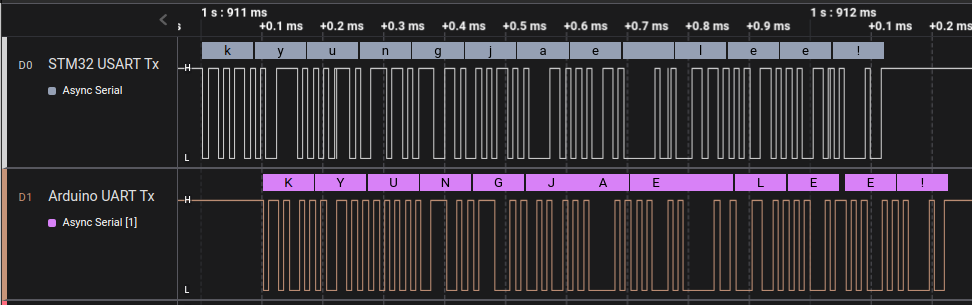 1 s : 911 ms 1 s : 912 ms
s +0.1 ms +0.2 ms +0.3 ms +0.4 ms +0.5 ms +0.6 ms +0.7 ms +0.8 ms +0.9 ms +0.1 ms +0.2 ms
k y u n g j a e l e e !
D0 STM32 USART Tx
H
Async Serial
L
K Y U N G J A E L E E !
D1 Arduino UART Tx
H
Async Serial [1]
L